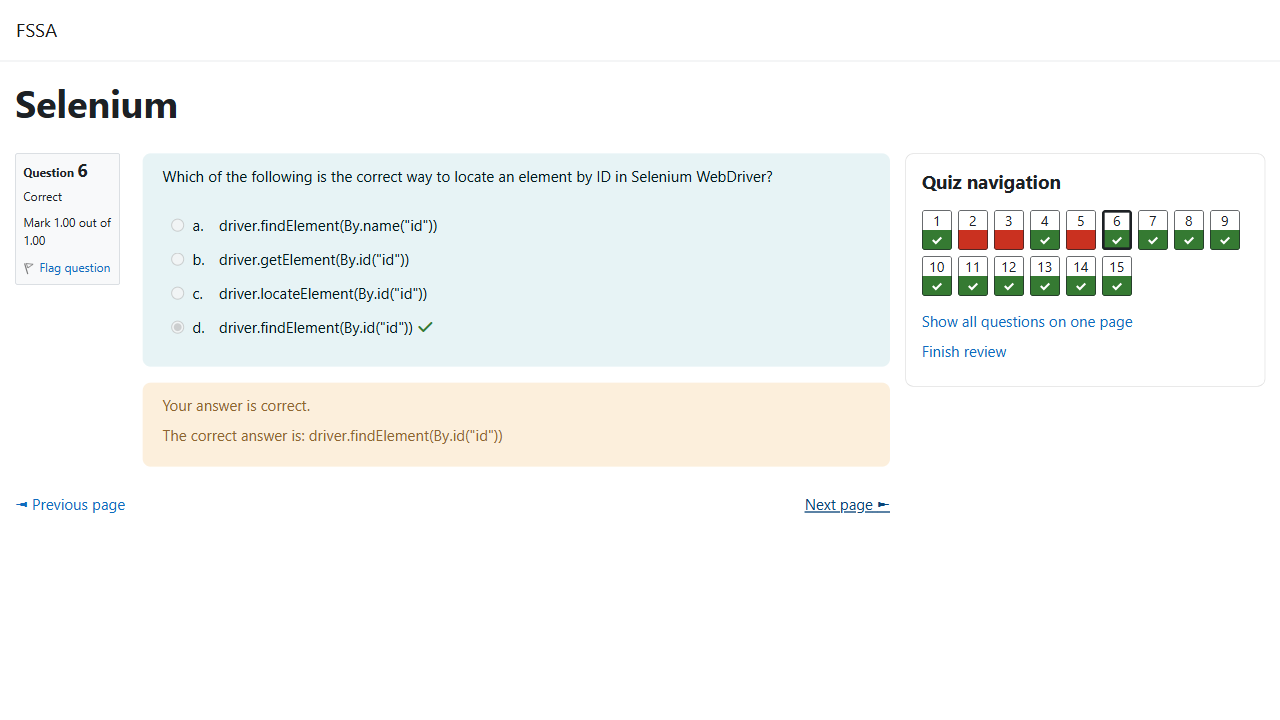 FSSA
Selenium
Question 6
Correct
Mark 1.00 out of
1.00
Flag question
Which of the following is the correct way to locate an element by ID in Selenium WebDriver?
a. driver.findElement(By.name("id"))
b. driver.getElement(By.id("id"))
c. driver.locateElement(By.id("id"))
d. driver.findElement(By.id("id"))
Your answer is correct.
The correct answer is: driver.findElement(By.id("id"))
◄ Previous page
Next page ►
Quiz navigation
1 2 3 4 5 6 7 8 9
10 11 12 13 14 15
Show all questions on one page
Finish review